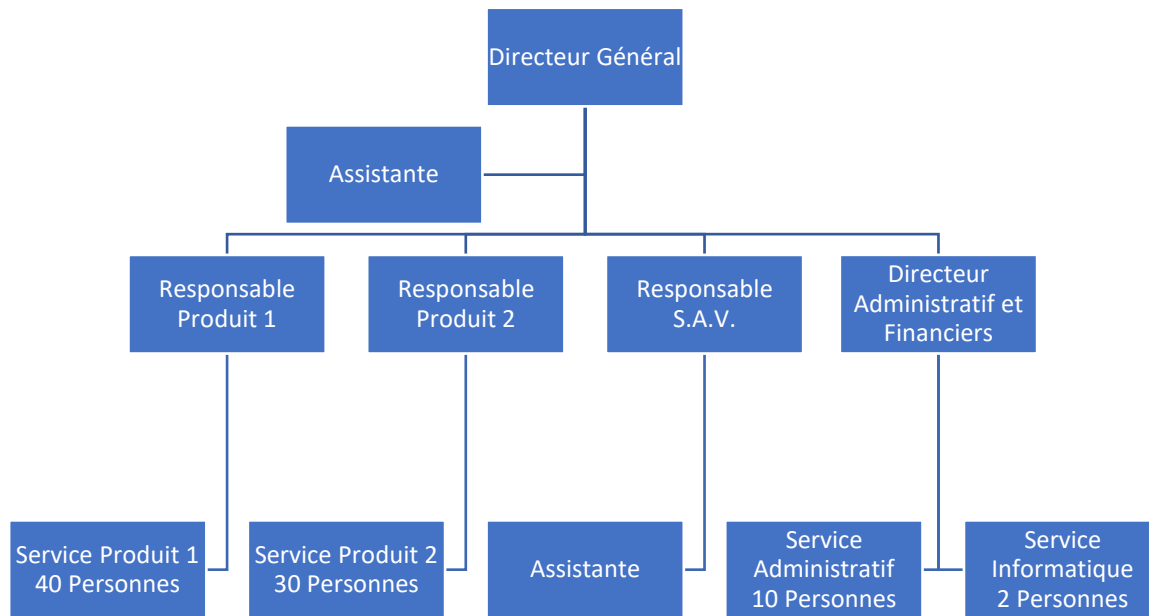 Directeur Général
Assistante
Responsable
Produit 1
Responsable
Produit 2
Responsable
S.A.V.
Directeur
Administratif et
Financiers
Service Produit 1
40 Personnes
Service Produit 2
30 Personnes
Assistante
Service
Administratif
10 Personnes
Service
Informatique
2 Personnes